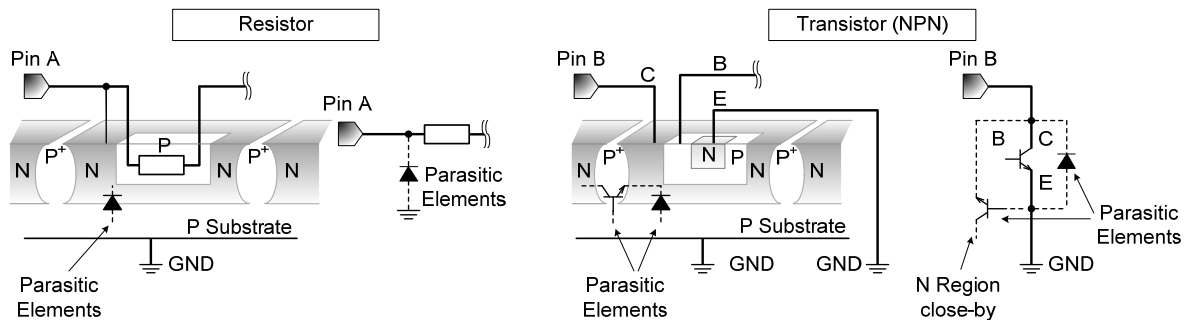 Resistor
Transistor (NPN)
Pin A
Pin A
N
P⁺
N
P
P⁺
N
N
Parasitic
Elements
P Substrate
GND
Parasitic
Elements
Pin B
C
B
E
N
P⁺
N
N
P
P⁺
N
N
P Substrate
GND
GND
Parasitic
Elements
Pin B
B
C
E
Parasitic
Elements
GND
N Region
close-by